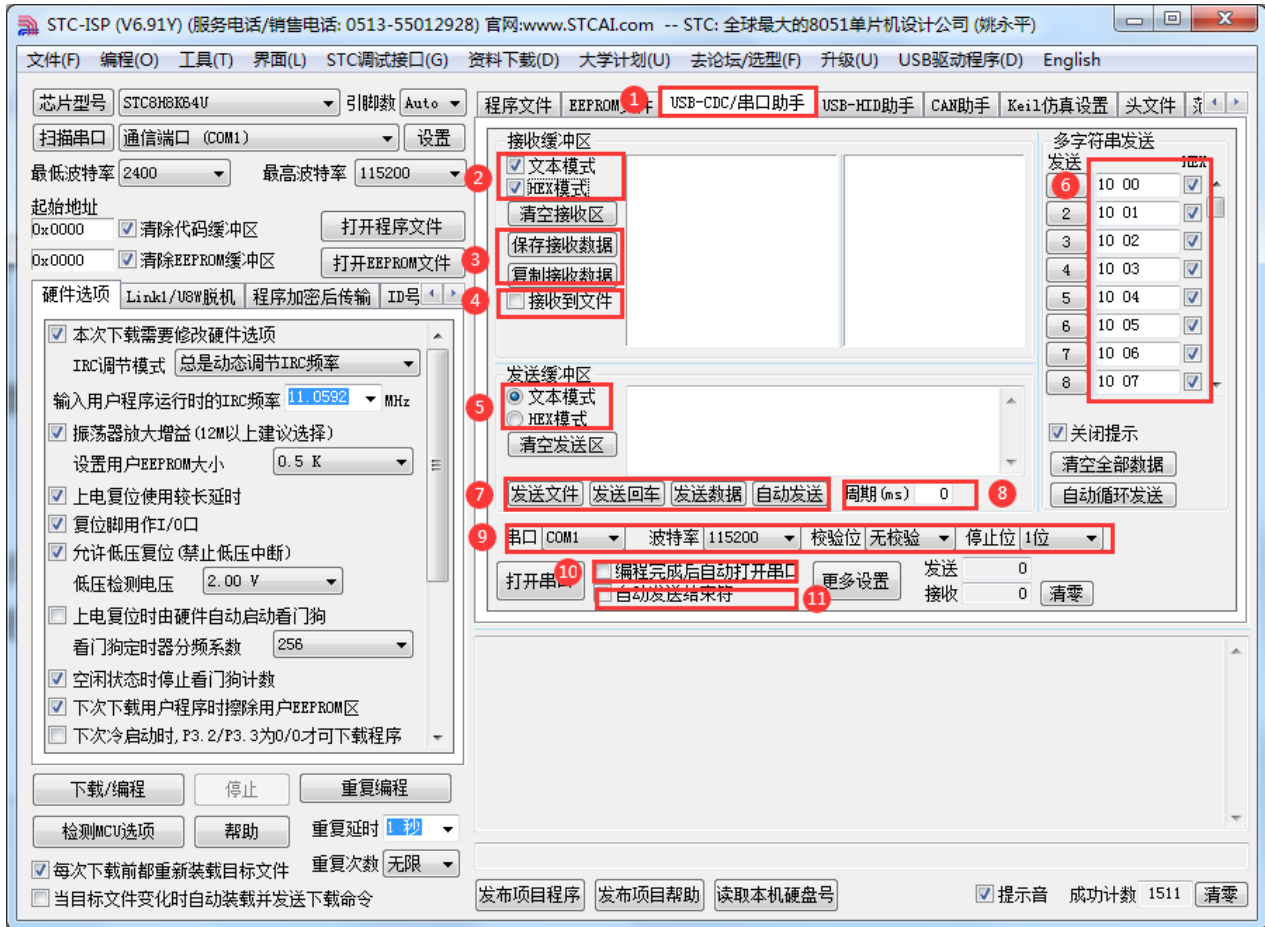 STC-ISP (V6.91Y) (服务电话/销售电话: 0513-55012928) 官网:www.STCAI.com -- STC: 全球最大的8051单片机设计公司 (姚永平)
文件(F) 编程(O) 工具(T) 界面(L) STC调试接口(G) 资料下载(D) 大学计划(U) 去论坛/选型(F) 升级(U) USB驱动程序(D) English
芯片型号 STC8H8K64U 引脚数 Auto
扫描串口 通信端口 (COM1) 设置
最低波特率 2400 最高波特率 115200
起始地址
0x0000 清除代码缓冲区 打开程序文件
0x0000 清除EEPROM缓冲区 打开EEPROM文件
硬件选项 Link1/U8W脱机 程序加密后传输 ID号
本次下载需要修改硬件选项
IRC调节模式 总是动态调节IRC频率
输入用户程序运行时的IRC频率 11.0592 MHz
振荡器放大增益(12M以上建议选择)
设置用户EEPROM大小 0.5 K
上电复位使用较长延时
复位脚用作I/O口
允许低压复位(禁止低压中断)
低压检测电压 2.00 V
上电复位时由硬件自动启动看门狗
看门狗定时器分频系数 256
空闲状态时停止看门狗计数
下次下载用户程序时擦除用户EEPROM区
下次冷启动时,P3.2/P3.3为0/0才可下载程序
下载/编程 停止 重复编程
检测MCU选项 帮助 重复延时 1 秒
每次下载前都重新装载目标文件 重复次数 无限
当目标文件变化时自动装载并发送下载命令
程序文件 EEPROM文件 1 USB-CDC/串口助手 USB-HID助手 CAN助手 Keil仿真设置 头文件
接收缓冲区
2 文本模式
HEX模式
清空接收区
3 保存接收数据
复制接收数据
4 接收到文件
多字符串发送
发送 HEX
6 10 00
2 10 01
3 10 02
4 10 03
5 10 04
6 10 05
7 10 06
8 10 07
关闭提示
清空全部数据
自动循环发送
发送缓冲区
5 文本模式
HEX模式
清空发送区
7 发送文件 发送回车 发送数据 自动发送 周期(ms) 0 8
9 串口 COM1 波特率 115200 校验位 无校验 停止位 1位
打开串口 10 编程完成后自动打开串口 更多设置 发送 0
自动发送结束符 11 接收 0 清零
发布项目程序 发布项目帮助 读取本机硬盘号 提示音 成功计数 1511 清零